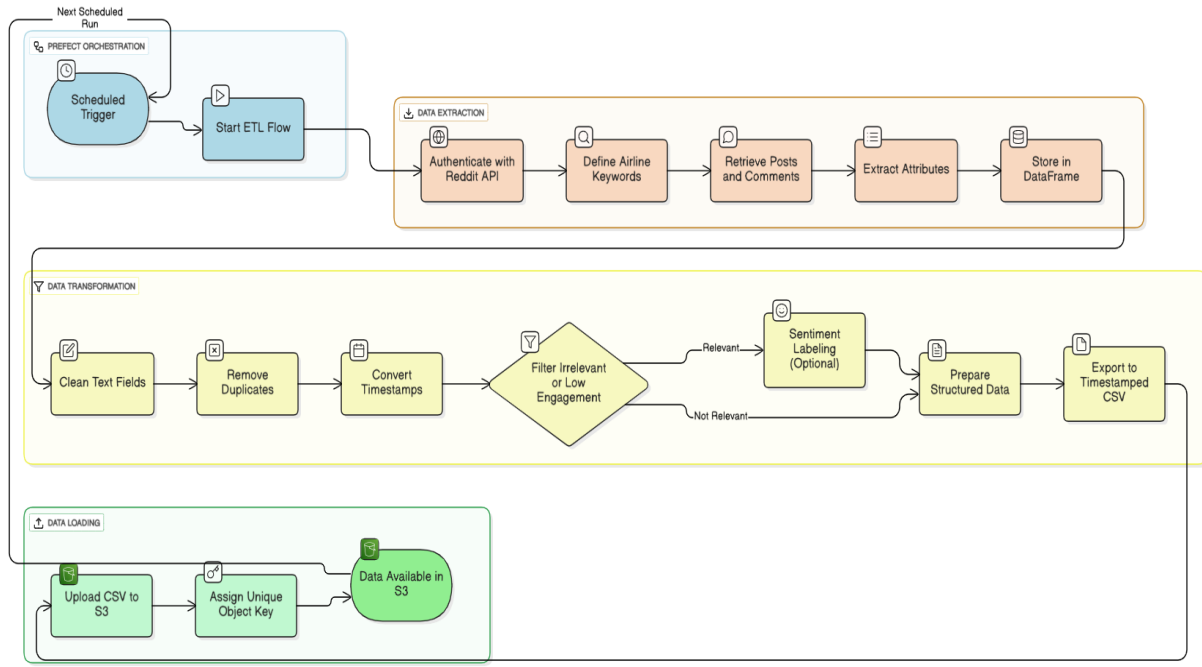 Next Scheduled
Run
PREFECT ORCHESTRATION
Scheduled
Trigger
Start ETL Flow
DATA EXTRACTION
Authenticate with
Reddit API
Define Airline
Keywords
Retrieve Posts
and Comments
Extract Attributes
Store in
DataFrame
DATA TRANSFORMATION
Clean Text Fields
Remove
Duplicates
Convert
Timestamps
Filter Irrelevant
or Low
Engagement
Relevant
Not Relevant
Sentiment
Labeling
(Optional)
Prepare
Structured Data
Export to
Timestamped
CSV
DATA LOADING
Upload CSV to
S3
Assign Unique
Object Key
Data Available in
S3